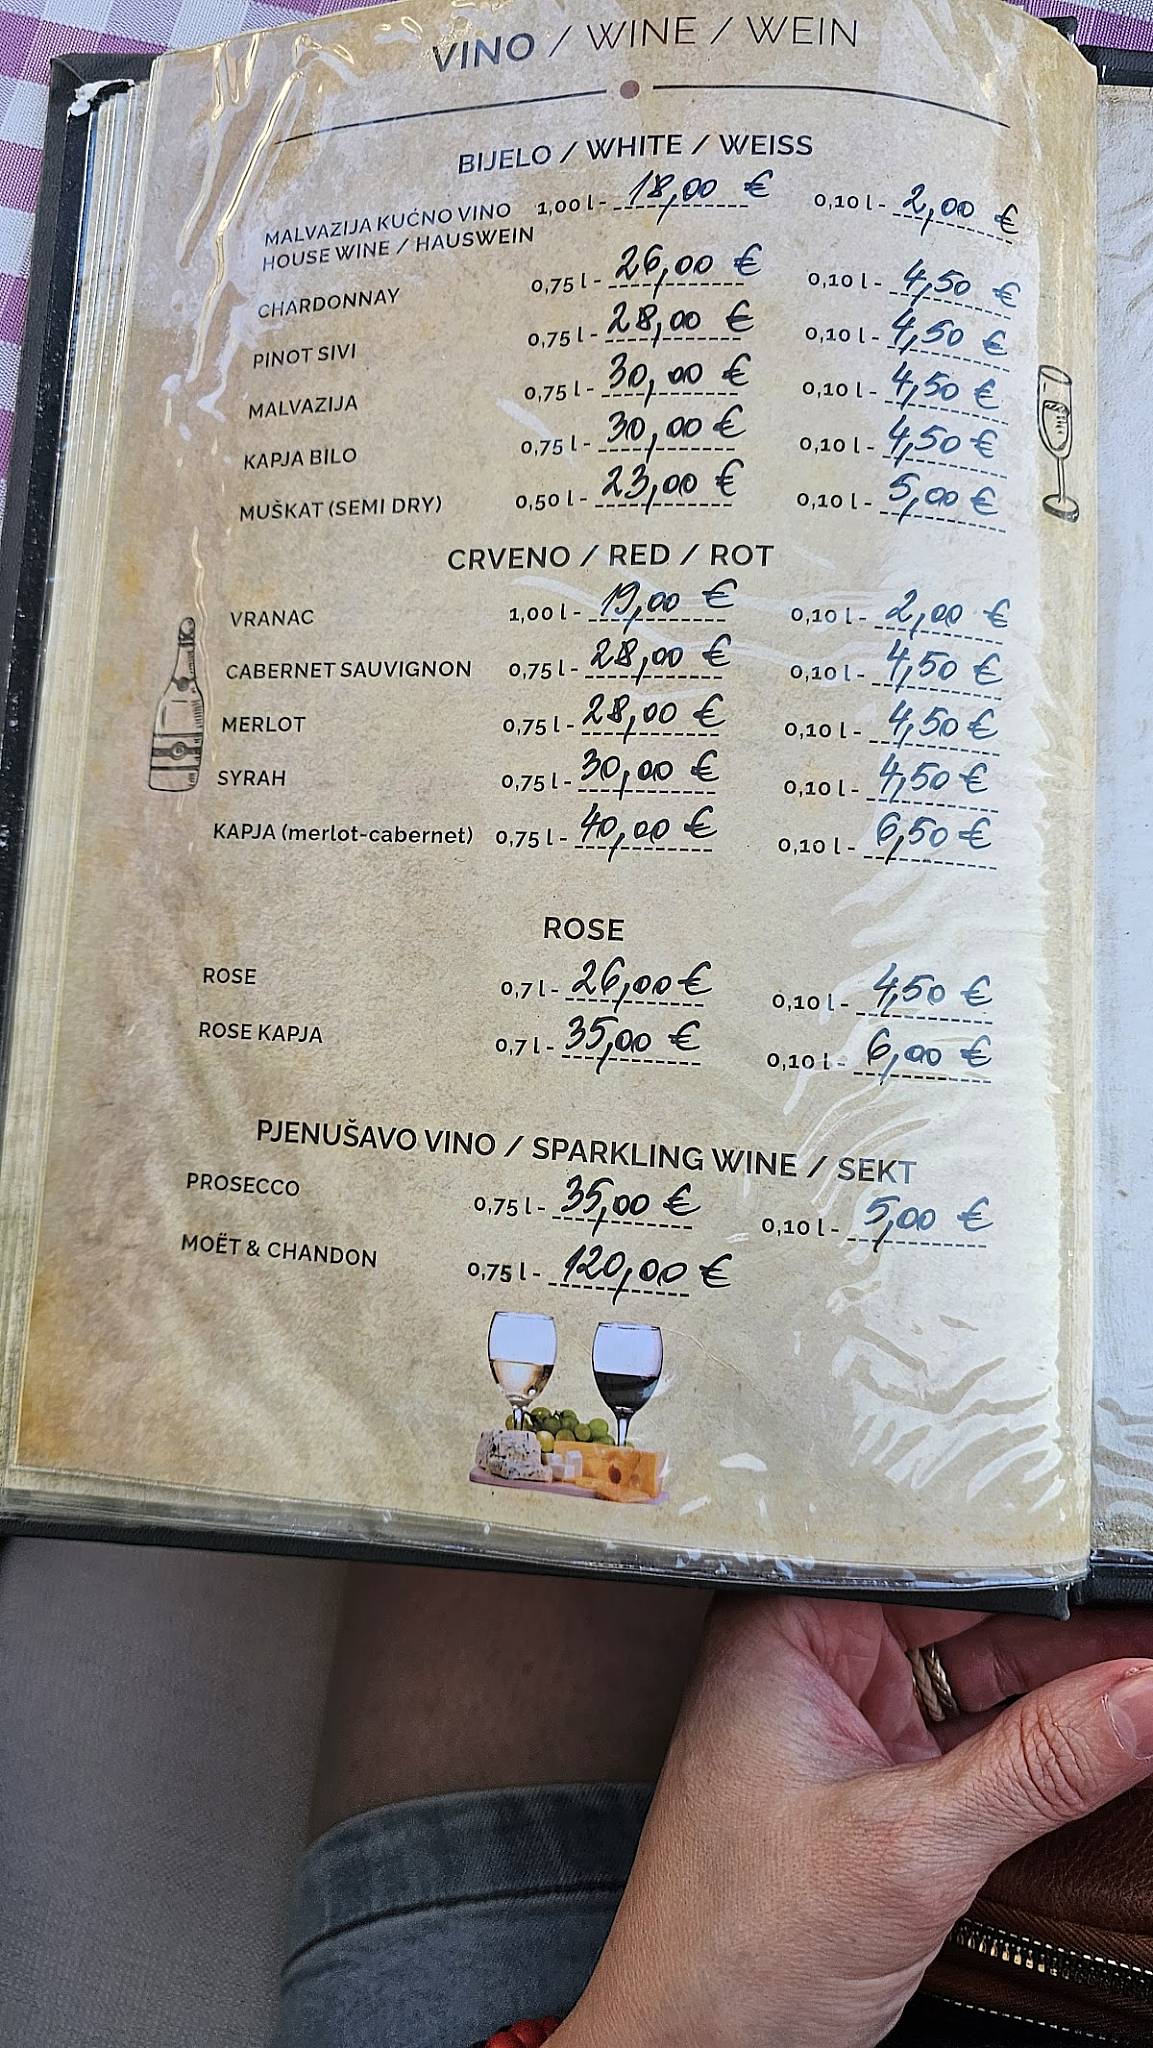 VINO / WINE / WEIN
BIJELO / WHITE / WEISS
MALVAZIJA KUĆNO VINO 1,00 l - 18,00 € 0,10 l - 2,00 €
HOUSE WINE / HAUSWEIN
CHARDONNAY 0,75 l - 26,00 € 0,10 l - 4,50 €
PINOT SIVI 0,75 l - 28,00 € 0,10 l - 4,50 €
MALVAZIJA 0,75 l - 30,00 € 0,10 l - 4,50 €
KAPJA BILO 0,75 l - 30,00 € 0,10 l - 4,50 €
MUŠKAT (SEMI DRY) 0,50 l - 23,00 € 0,10 l - 5,00 €
CRVENO / RED / ROT
VRANAC 1,00 l - 19,00 € 0,10 l - 2,00 €
CABERNET SAUVIGNON 0,75 l - 28,00 € 0,10 l - 4,50 €
MERLOT 0,75 l - 28,00 € 0,10 l - 4,50 €
SYRAH 0,75 l - 30,00 € 0,10 l - 4,50 €
KAPJA (merlot-cabernet) 0,75 l - 40,00 € 0,10 l - 6,50 €
ROSE
ROSE 0,7 l - 26,00 € 0,10 l - 4,50 €
ROSE KAPJA 0,7 l - 35,00 € 0,10 l - 6,00 €
PJENUŠAVO VINO / SPARKLING WINE / SEKT
PROSECCO 0,75 l - 35,00 € 0,10 l - 5,00 €
MOËT & CHANDON 0,75 l - 120,00 €